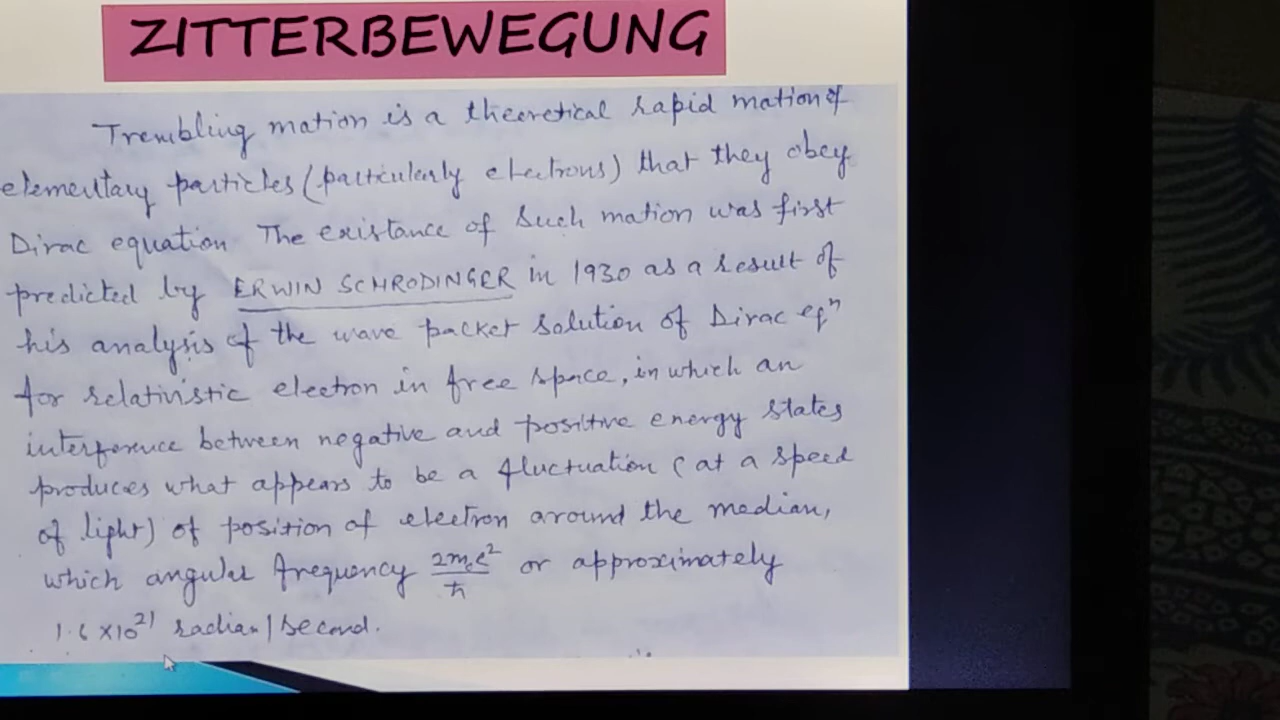 ZITTERBEWEGUNG
Trembling mation is a theoretical rapid mation of
elementary particles (particularly electrons) that they obey
Dirac equation The existance of such mation was first
predicted by ERWIN SCHRODINGER in 1930 as a result of
his analysis of the wave packet solution of Dirac eqⁿ
for relativistic electron in free space, in which an
interference between negative and positive energy states
produces what appears to be a fluctuation (at a speed
of light) of position of electron around the median,
which angular frequency 2mₑc²/ħ or approximately
1.6 ×10²¹ radian/second.